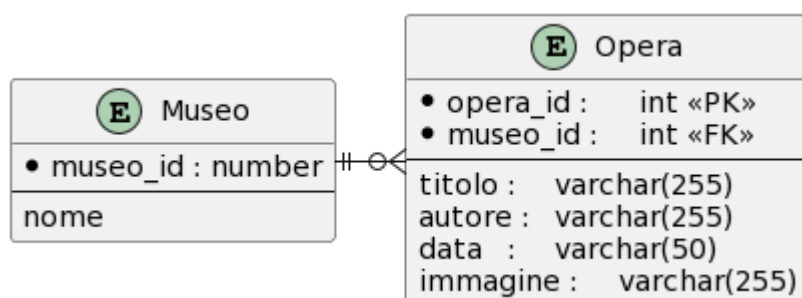 E Museo
museo_id : number
nome
E Opera
opera_id : int «PK»
museo_id : int «FK»
titolo : varchar(255)
autore : varchar(255)
data : varchar(50)
immagine : varchar(255)